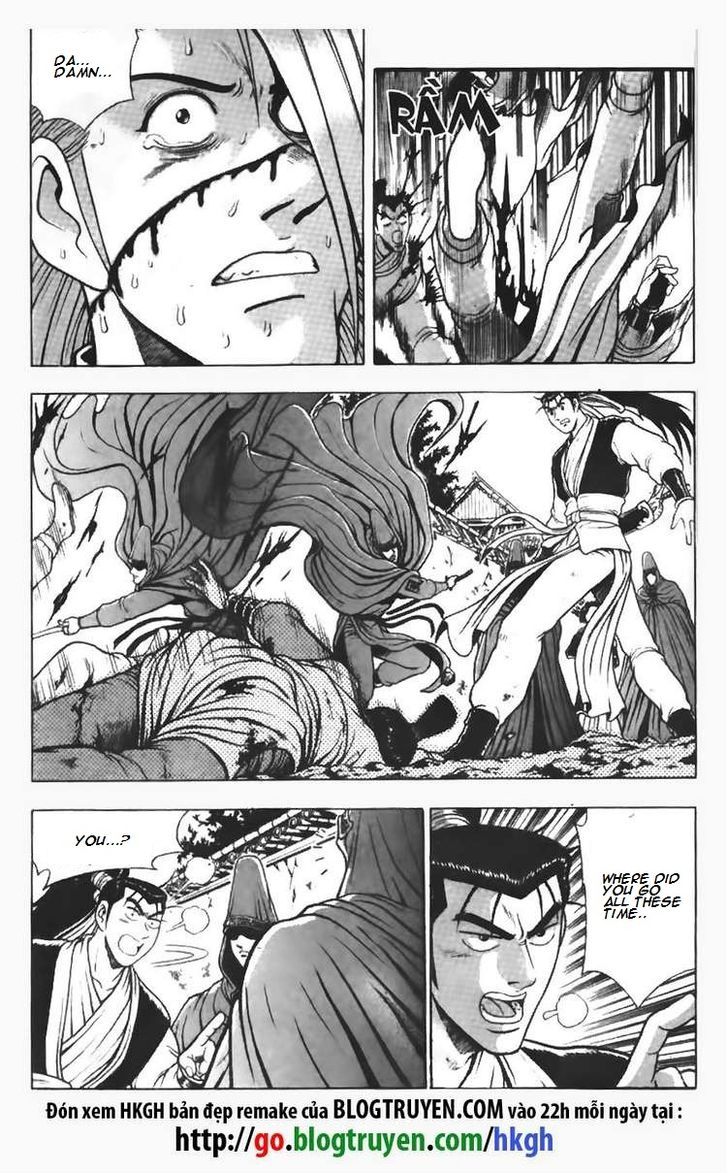 DA...
DAMN...
RẦM
YOU...?
WHERE DID
YOU GO
ALL THESE
TIME..
Đón xem HKGH bản đẹp remake của BLOGTRUYEN.COM vào 22h mỗi ngày tại :
http://go.blogtruyen.com/hkgh